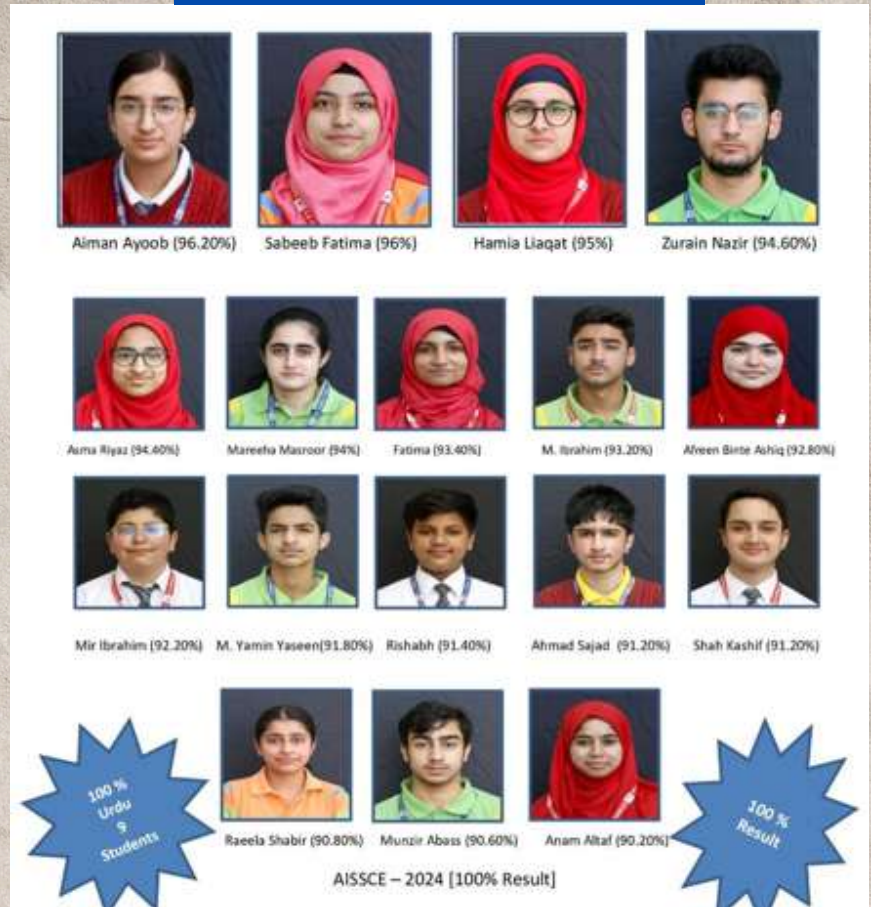 Aiman Ayoob (96.20%) Sabeeb Fatima (96%) Hamia Liaqat (95%) Zurain Nazir (94.60%)
Asma Riyaz (94.40%) Mareeha Masroor (94%) Fatima (93.40%) M. Ibrahim (93.20%) Afreen Binte Ashiq (92.80%)
Mir Ibrahim (92.20%) M. Yamin Yaseen(91.80%) Rishabh (91.40%) Ahmad Sajad (91.20%) Shah Kashif (91.20%)
100 %
Urdu
9
Students
Raeela Shabir (90.80%) Munzir Abass (90.60%) Anam Altaf (90.20%)
100 %
Result
AISSCE – 2024 [100% Result]